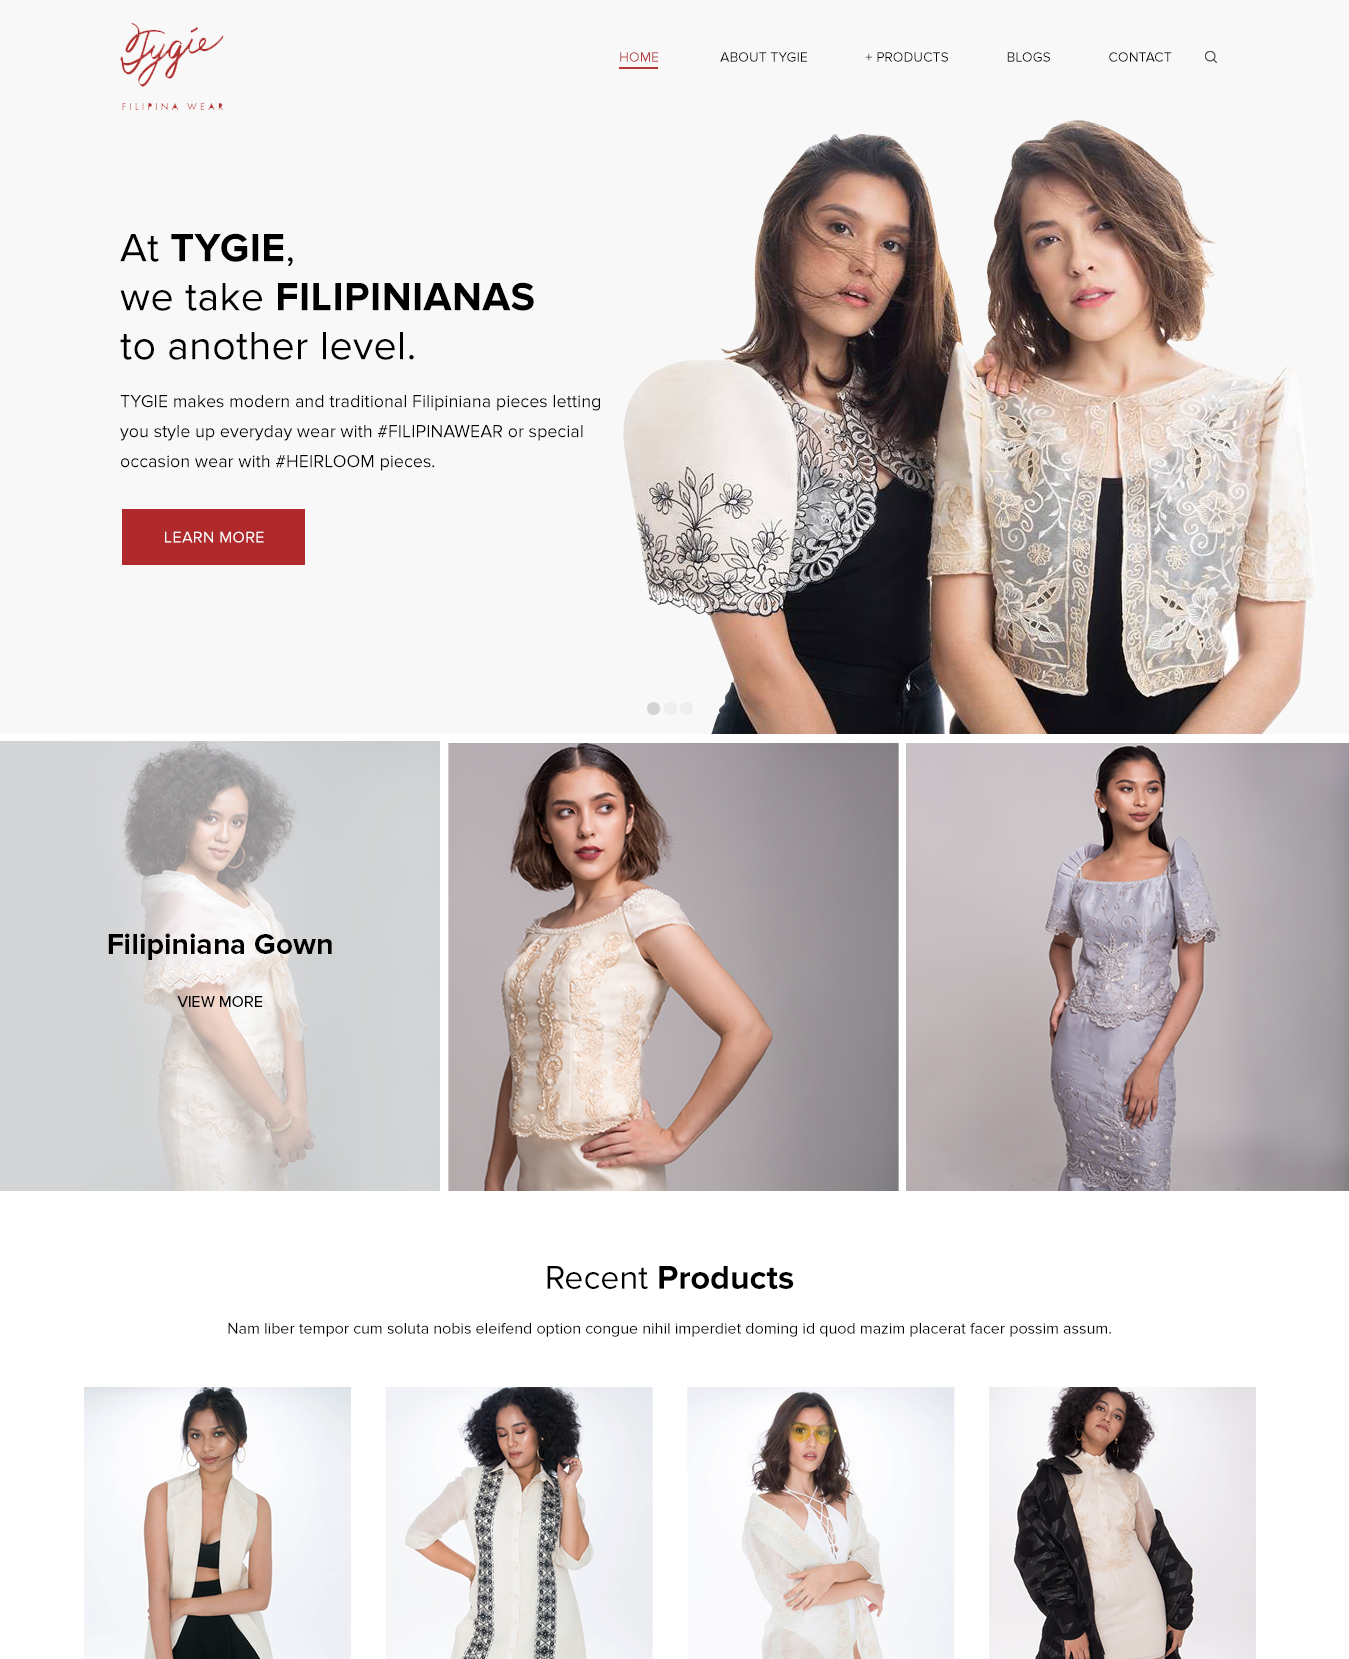 Tygie
FILIPINA WEAR
HOME
ABOUT TYGIE
+ PRODUCTS
BLOGS
CONTACT
At TYGIE,
we take FILIPINIANAS
to another level.
TYGIE makes modern and traditional Filipiniana pieces letting
you style up everyday wear with #FILIPINAWEAR or special
occasion wear with #HEIRLOOM pieces.
LEARN MORE
Filipiniana Gown
VIEW MORE
Recent Products
Nam liber tempor cum soluta nobis eleifend option congue nihil imperdiet doming id quod mazim placerat facer possim assum.